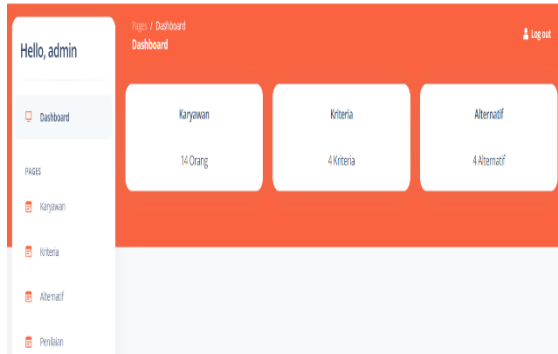 Hello, admin
Dashboard
PAGES
Karyawan
Kriteria
Alternatif
Penilaian
Pages / Dashboard
Dashboard
Log out
Karyawan
14 Orang
Kriteria
4 Kriteria
Alternatif
4 Alternatif